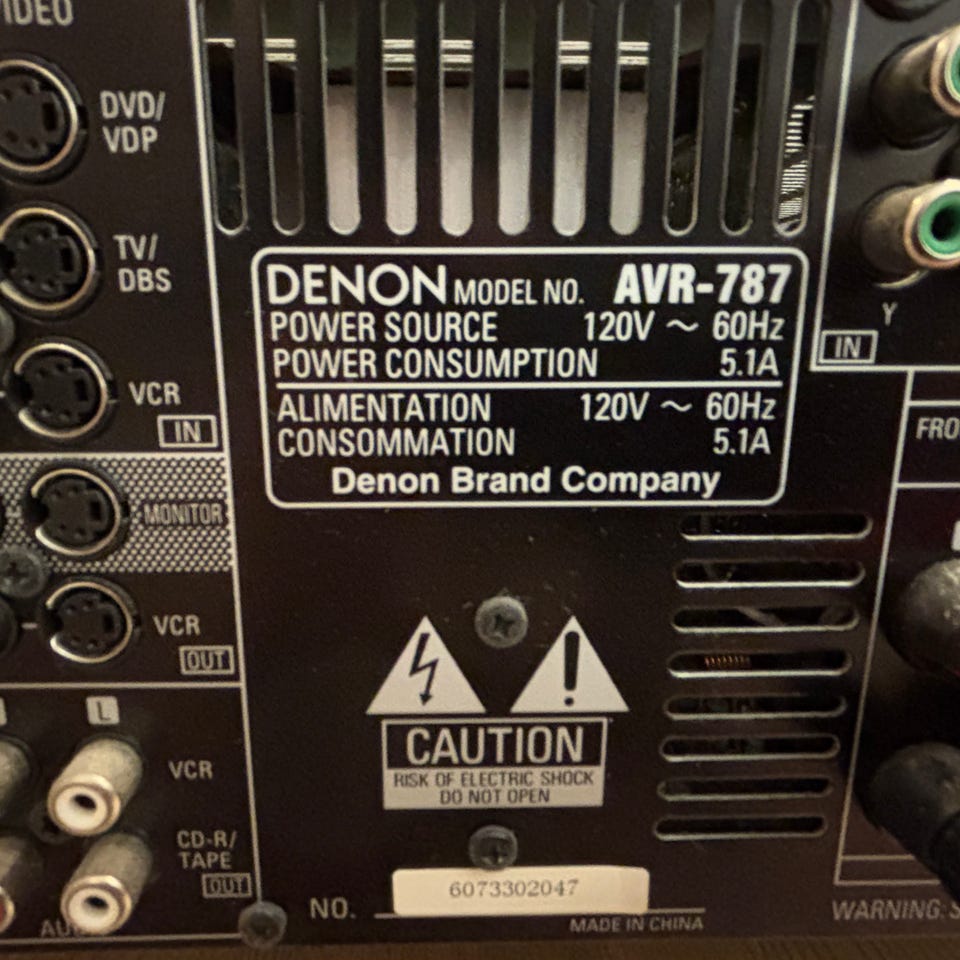 VIDEO
DVD/
VDP
TV/
DBS
VCR
IN
MONITOR
VCR
OUT
L
VCR
CD-R/
TAPE
OUT
DENON MODEL NO. AVR-787
POWER SOURCE 120V ~ 60Hz
POWER CONSUMPTION 5.1A
ALIMENTATION 120V ~ 60Hz
CONSOMMATION 5.1A
Denon Brand Company
CAUTION
RISK OF ELECTRIC SHOCK
DO NOT OPEN
NO. 6073302047
MADE IN CHINA
Y
IN
FRO
WARNING: S